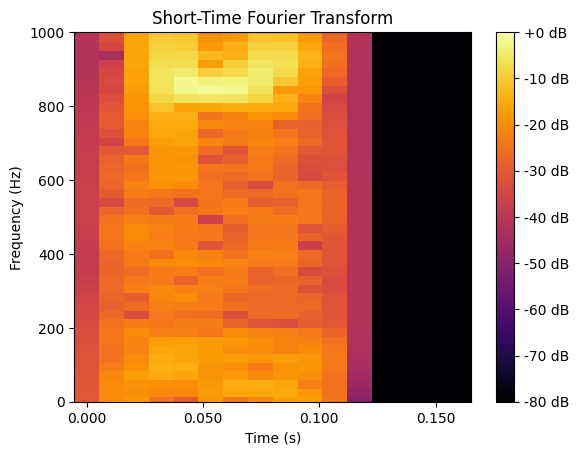 Short-Time Fourier Transform
1000
800
600
400
200
0
Frequency (Hz)
0.000
0.050
0.100
0.150
Time (s)
+0 dB
-10 dB
-20 dB
-30 dB
-40 dB
-50 dB
-60 dB
-70 dB
-80 dB